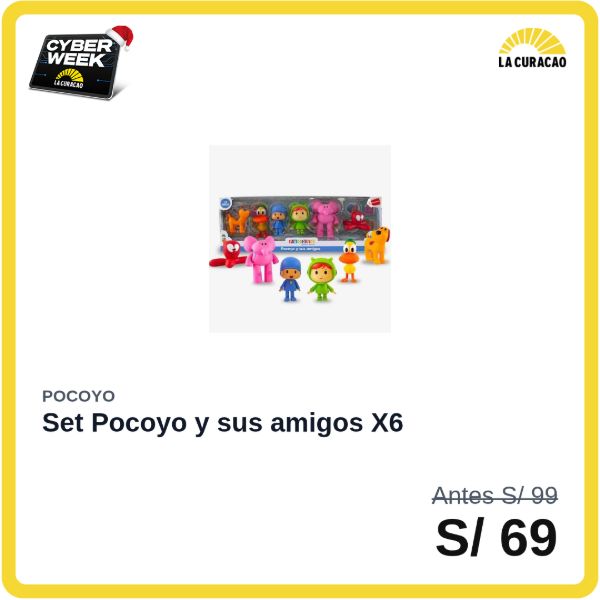 CYBER
WEEK
LA CURACAO
LA CURACAO
Pocoyo y sus amigos
POCOYO
Set Pocoyo y sus amigos X6
Antes S/ 99
S/ 69